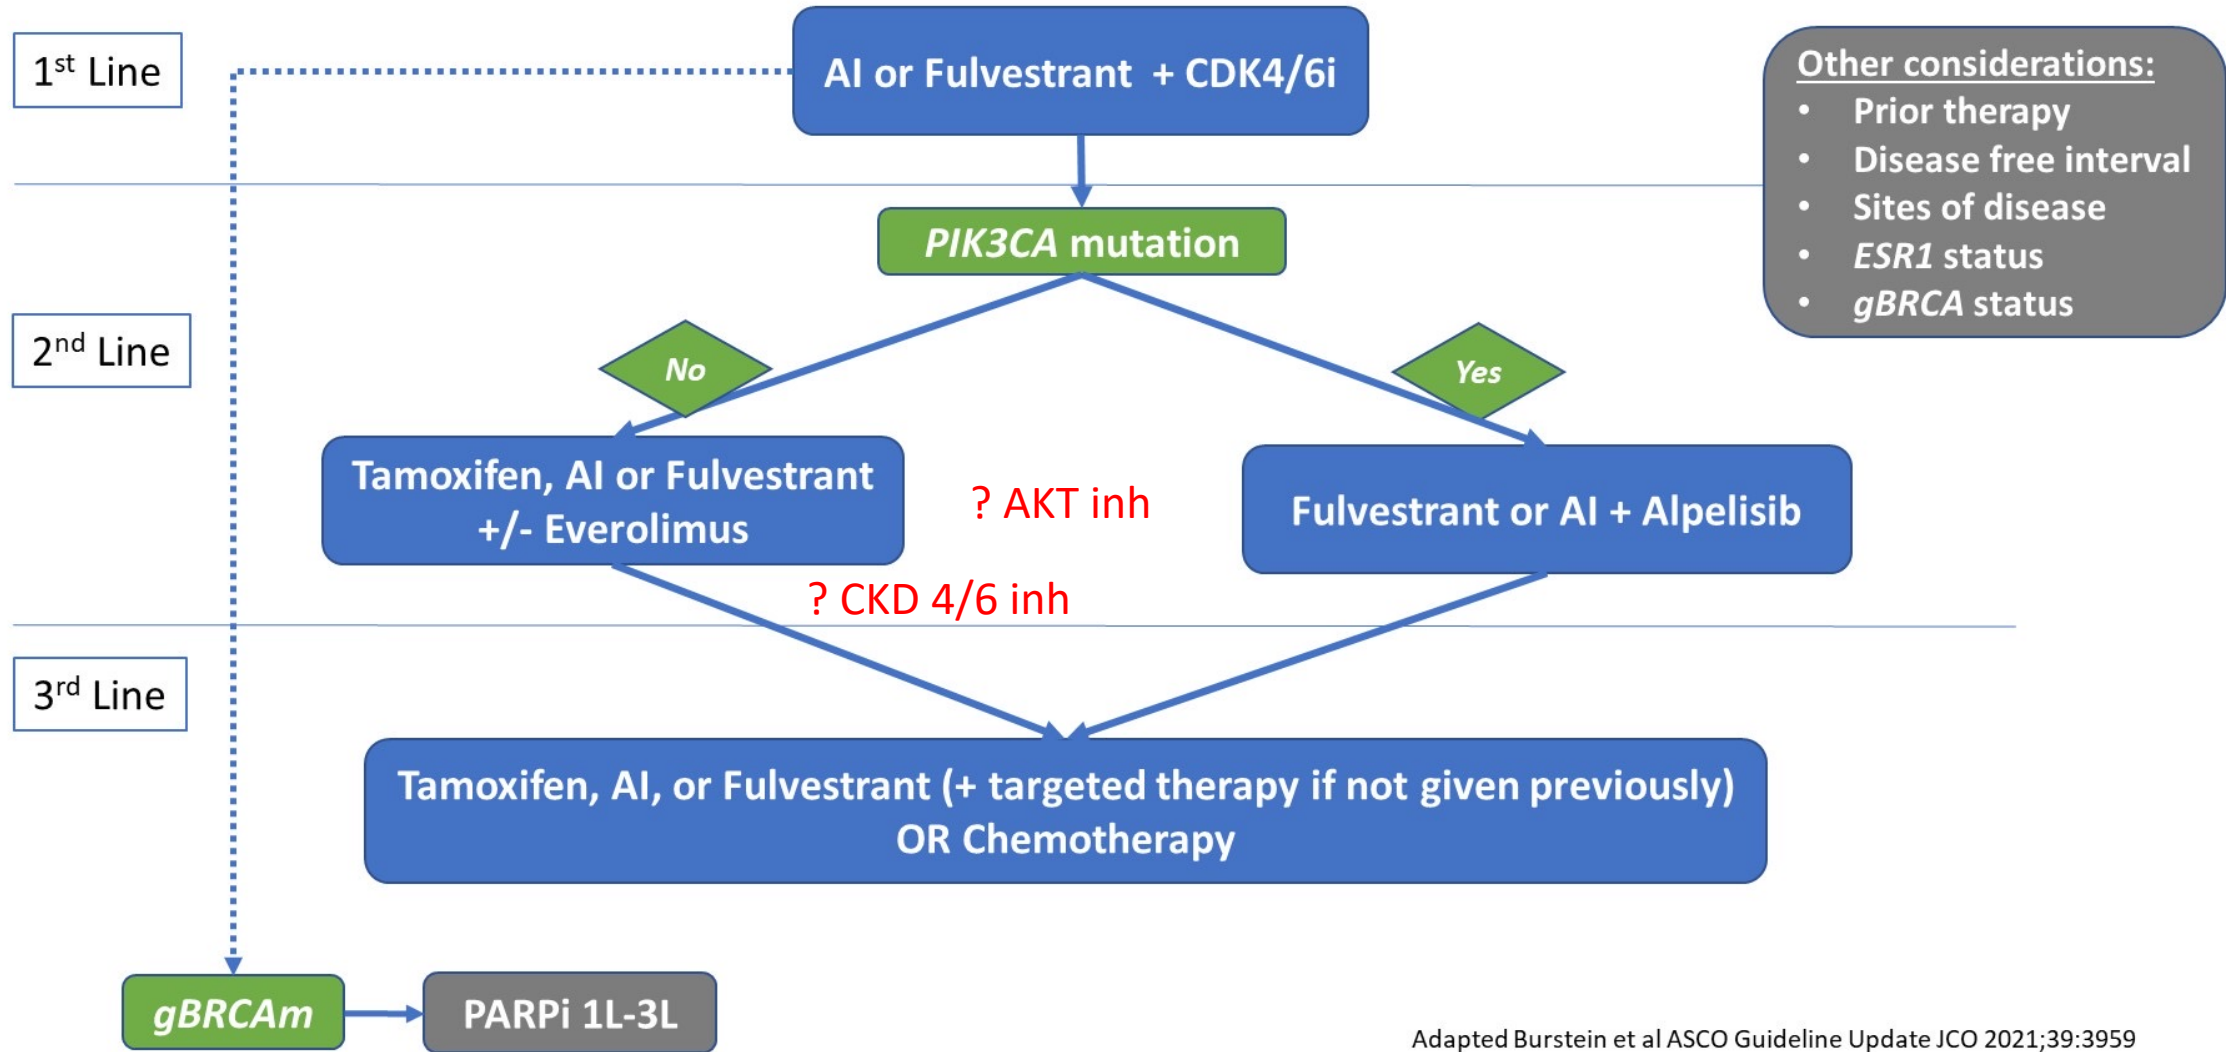 1st Line
AI or Fulvestrant + CDK4/6i
Other considerations:
• Prior therapy
• Disease free interval
• Sites of disease
• ESR1 status
• gBRCA status
PIK3CA mutation
2nd Line
No
Yes
Tamoxifen, AI or Fulvestrant
+/- Everolimus
? AKT inh
Fulvestrant or AI + Alpelisib
? CKD 4/6 inh
3rd Line
Tamoxifen, AI, or Fulvestrant (+ targeted therapy if not given previously)
OR Chemotherapy
gBRCAm
PARPi 1L-3L
Adapted Burstein et al ASCO Guideline Update JCO 2021;39:3959